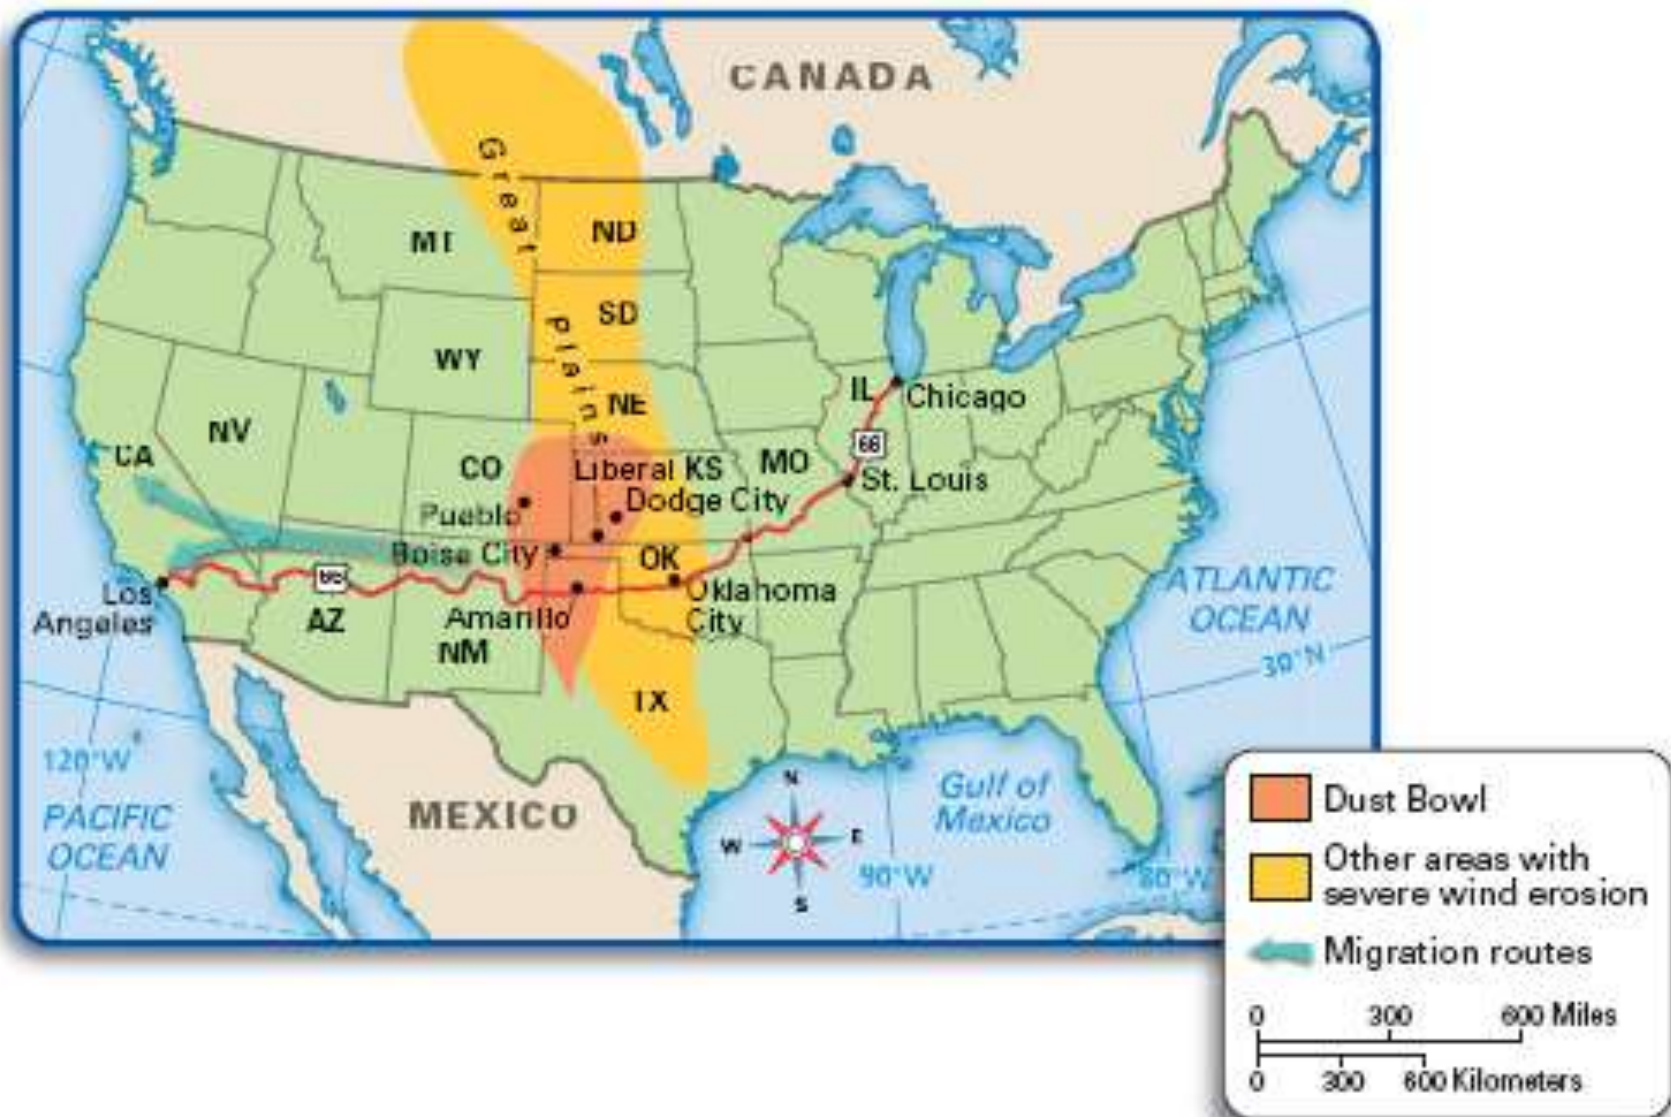 CANADA
Great
Plains
MT
ND
SD
WY
NE
NV
CA
CO
Liberal
KS
MO
IL
Chicago
66
St. Louis
Pueblo
Dodge City
Boise City
OK
Oklahoma
City
66
Los
Angeles
AZ
Amarillo
NM
TX
ATLANTIC
OCEAN
30°N
120°W
PACIFIC
OCEAN
MEXICO
Gulf of
Mexico
N
W
E
S
90°W
80°W
Dust Bowl
Other areas with
severe wind erosion
Migration routes
0 300 600 Miles
0 300 600 Kilometers